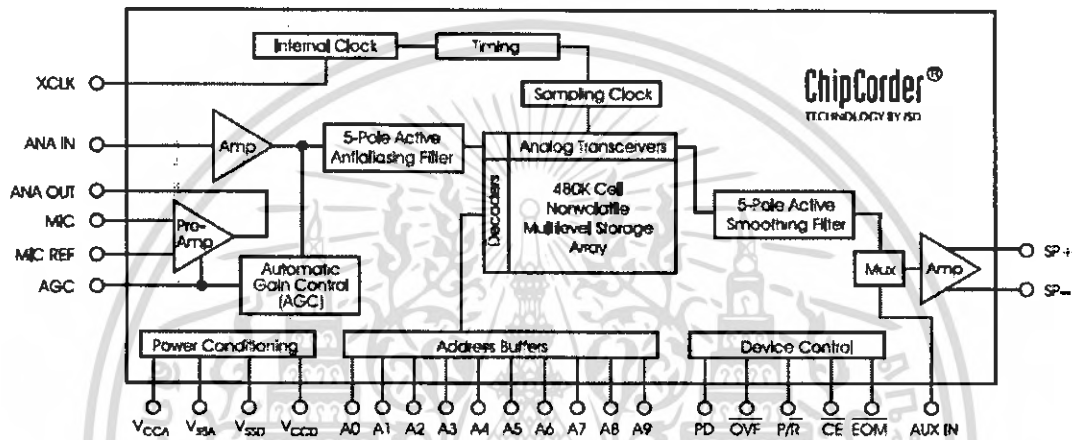 Internal Clock
Timing
XCLK
Sampling Clock
ChipCorder®
TECHNOLOGY BY ISD
ANA IN
Amp
5-Pole Active
Antialiasing Filter
Analog Transceivers
Decoders
480K Cell
Nonvolatile
Multilevel Storage
Array
ANA OUT
MIC
Pre-
Amp
MIC REF
AGC
Automatic
Gain Control
(AGC)
5-Pole Active
Smoothing Filter
Mux
Amp
SP+
SP–
Power Conditioning
Address Buffers
Device Control
VCCA VSSA VSSD VCCD A0 A1 A2 A3 A4 A5 A6 A7 A8 A9 PD OVF P/R CE EOM AUX IN